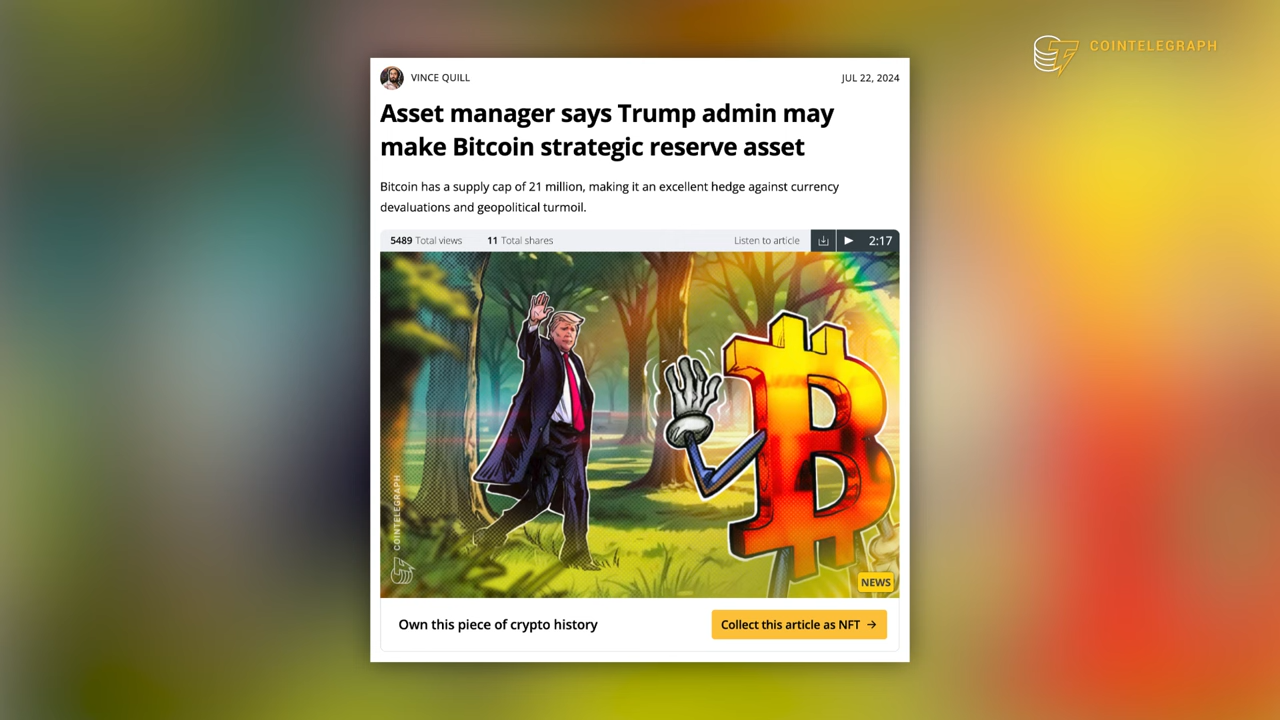 COINTELEGRAPH
VINCE QUILL
JUL 22, 2024
Asset manager says Trump admin may
make Bitcoin strategic reserve asset
Bitcoin has a supply cap of 21 million, making it an excellent hedge against currency
devaluations and geopolitical turmoil.
5489 Total views 11 Total shares Listen to article 2:17
COINTELEGRAPH
NEWS
Own this piece of crypto history
Collect this article as NFT →